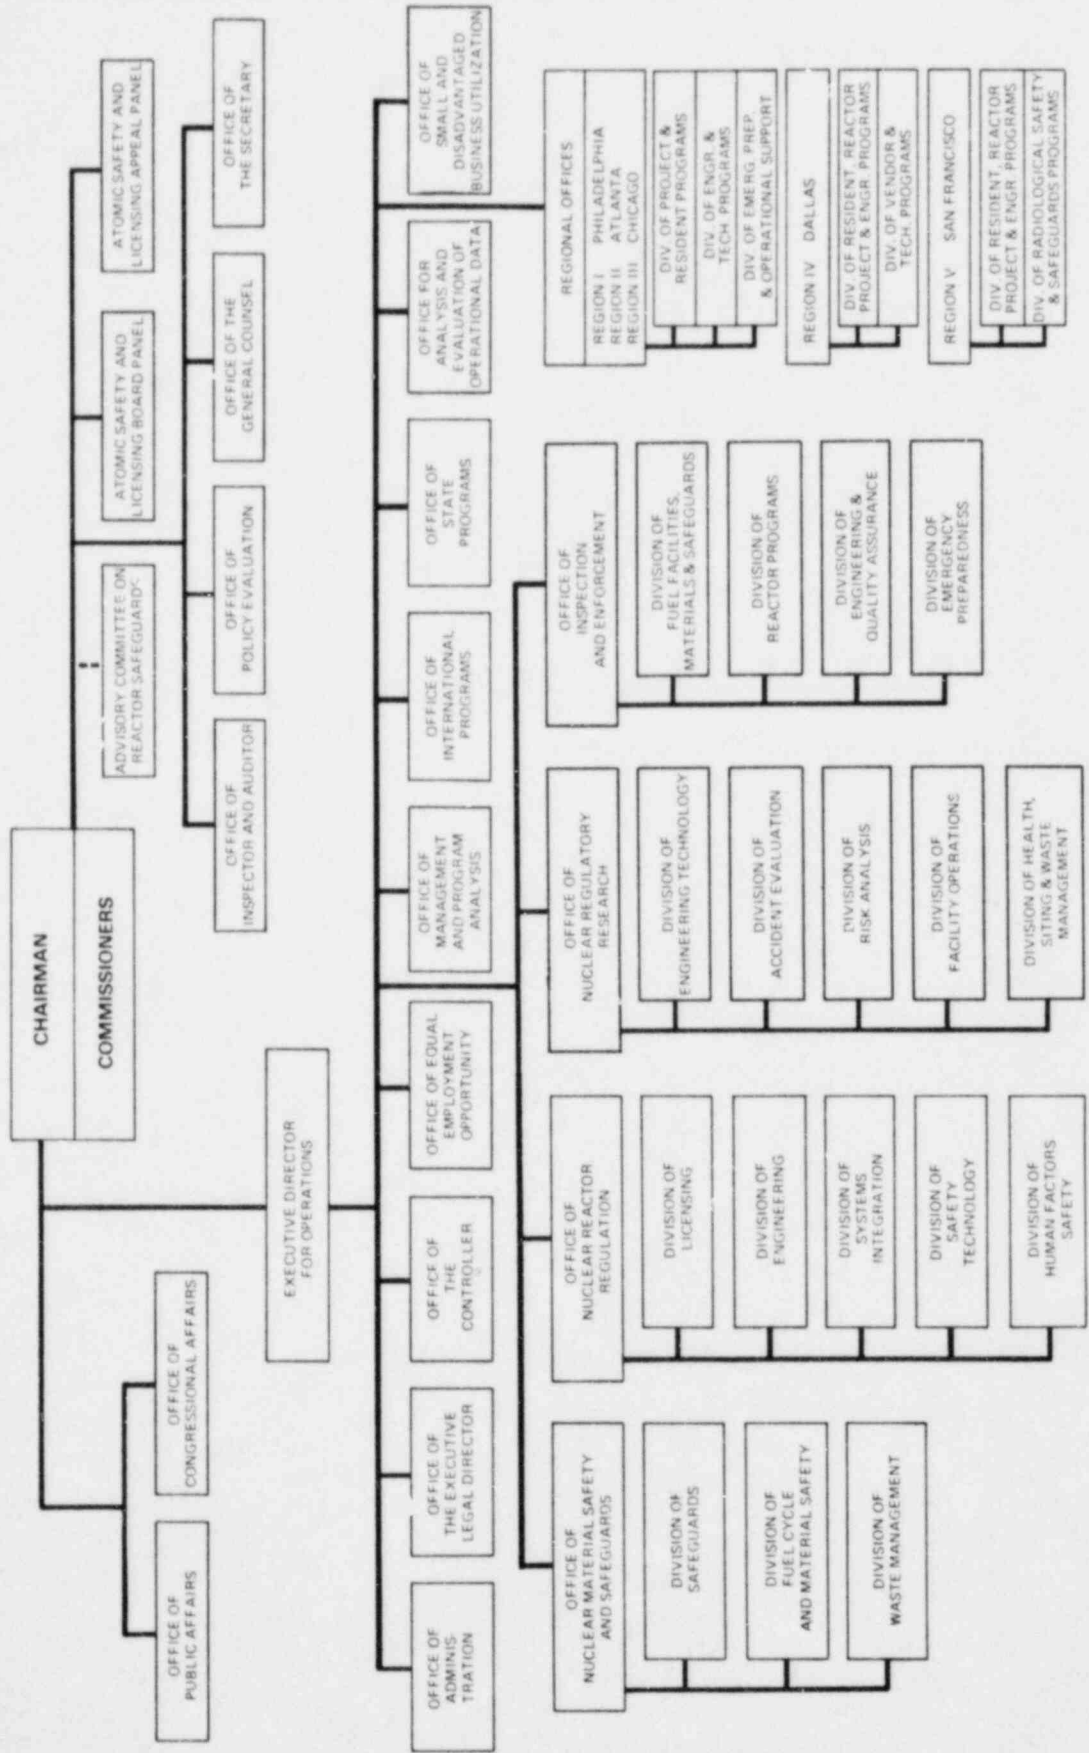 CHAIRMAN
COMMISSIONERS
OFFICE OF
PUBLIC AFFAIRS
OFFICE OF
CONGRESSIONAL AFFAIRS
ADVISORY COMMITTEE ON
REACTOR SAFEGUARDS
ATOMIC SAFETY AND
LICENSING BOARD PANEL
ATOMIC SAFETY AND
LICENSING APPEAL PANEL
OFFICE OF
INSPECTOR AND AUDITOR
OFFICE OF
POLICY EVALUATION
OFFICE OF THE
GENERAL COUNSEL
OFFICE OF
THE SECRETARY
EXECUTIVE DIRECTOR
FOR OPERATIONS
OFFICE OF
ADMINIS-
TRATION
OFFICE OF
THE EXECUTIVE
LEGAL DIRECTOR
OFFICE OF
THE
CONTROLLER
OFFICE OF EQUAL
EMPLOYMENT
OPPORTUNITY
OFFICE OF
MANAGEMENT
AND PROGRAM
ANALYSIS
OFFICE OF
INTERNATIONAL
PROGRAMS
OFFICE OF
STATE
PROGRAMS
OFFICE FOR
ANALYSIS AND
EVALUATION OF
OPERATIONAL DATA
OFFICE OF
SMALL AND
DISADVANTAGED
BUSINESS UTILIZATION
OFFICE OF
NUCLEAR MATERIAL SAFETY
AND SAFEGUARDS
DIVISION OF
SAFEGUARDS
DIVISION OF
FUEL CYCLE
AND MATERIAL SAFETY
DIVISION OF
WASTE MANAGEMENT
OFFICE OF
NUCLEAR REACTOR
REGULATION
DIVISION OF
LICENSING
DIVISION OF
ENGINEERING
DIVISION OF
SYSTEMS
INTEGRATION
DIVISION OF
SAFETY
TECHNOLOGY
DIVISION OF
HUMAN FACTORS
SAFETY
OFFICE OF
NUCLEAR REGULATORY
RESEARCH
DIVISION OF
ENGINEERING TECHNOLOGY
DIVISION OF
ACCIDENT EVALUATION
DIVISION OF
RISK ANALYSIS
DIVISION OF
FACILITY OPERATIONS
DIVISION OF HEALTH,
SITING & WASTE
MANAGEMENT
OFFICE OF
INSPECTION
AND ENFORCEMENT
DIVISION OF
FUEL FACILITIES,
MATERIALS & SAFEGUARDS
DIVISION OF
REACTOR PROGRAMS
DIVISION OF
ENGINEERING &
QUALITY ASSURANCE
DIVISION OF
EMERGENCY
PREPAREDNESS
REGIONAL OFFICES
REGION I PHILADELPHIA
REGION II ATLANTA
REGION III CHICAGO
DIV. OF PROJECT &
RESIDENT PROGRAMS
DIV. OF ENGR. &
TECH. PROGRAMS
DIV. OF EMERG. PREP.
& OPERATIONAL SUPPORT
REGION IV DALLAS
DIV. OF RESIDENT, REACTOR
PROJECT & ENGR. PROGRAMS
DIV. OF VENDOR &
TECH. PROGRAMS
REGION V SAN FRANCISCO
DIV. OF RESIDENT, REACTOR
PROJECT & ENGR. PROGRAMS
DIV. OF RADIOLOGICAL SAFETY
& SAFEGUARDS PROGRAMS